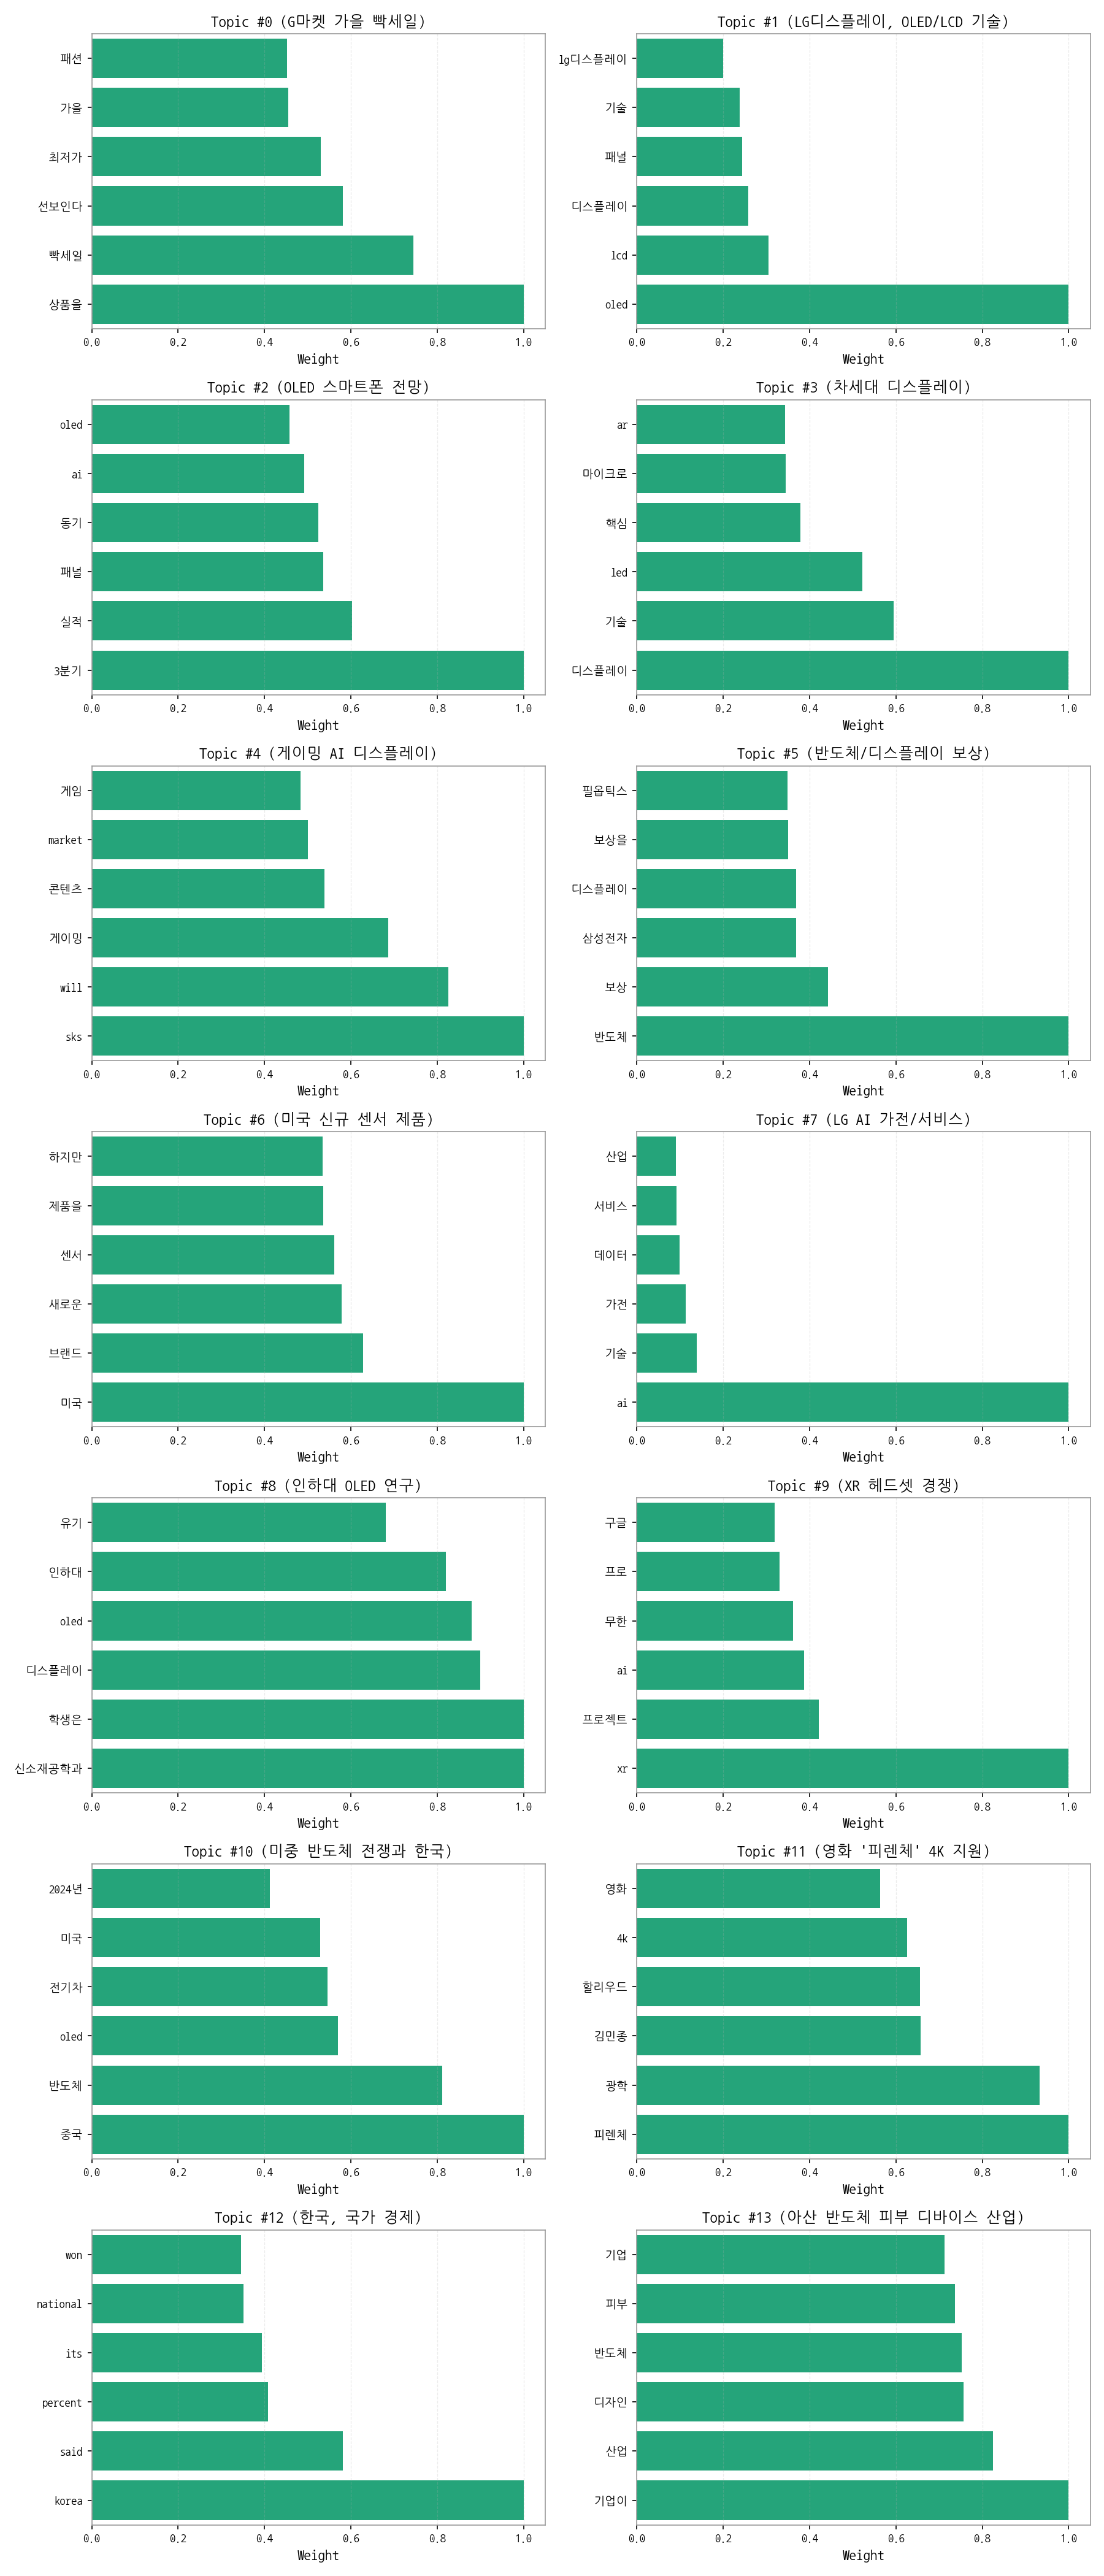 Topic #0 (G마켓 가을 빡세일)
패션
가을
최저가
선보인다
빡세일
상품을
0.0 0.2 0.4 0.6 0.8 1.0
Weight
Topic #1 (LG디스플레이, OLED/LCD 기술)
lg디스플레이
기술
패널
디스플레이
lcd
oled
0.0 0.2 0.4 0.6 0.8 1.0
Weight
Topic #2 (OLED 스마트폰 전망)
oled
ai
동기
패널
실적
3분기
0.0 0.2 0.4 0.6 0.8 1.0
Weight
Topic #3 (차세대 디스플레이)
ar
마이크로
핵심
led
기술
디스플레이
0.0 0.2 0.4 0.6 0.8 1.0
Weight
Topic #4 (게이밍 AI 디스플레이)
게임
market
콘텐츠
게이밍
will
sks
0.0 0.2 0.4 0.6 0.8 1.0
Weight
Topic #5 (반도체/디스플레이 보상)
필옵틱스
보상을
디스플레이
삼성전자
보상
반도체
0.0 0.2 0.4 0.6 0.8 1.0
Weight
Topic #6 (미국 신규 센서 제품)
하지만
제품을
센서
새로운
브랜드
미국
0.0 0.2 0.4 0.6 0.8 1.0
Weight
Topic #7 (LG AI 가전/서비스)
산업
서비스
데이터
가전
기술
ai
0.0 0.2 0.4 0.6 0.8 1.0
Weight
Topic #8 (인하대 OLED 연구)
유기
인하대
oled
디스플레이
학생은
신소재공학과
0.0 0.2 0.4 0.6 0.8 1.0
Weight
Topic #9 (XR 헤드셋 경쟁)
구글
프로
무한
ai
프로젝트
xr
0.0 0.2 0.4 0.6 0.8 1.0
Weight
Topic #10 (미중 반도체 전쟁과 한국)
2024년
미국
전기차
oled
반도체
중국
0.0 0.2 0.4 0.6 0.8 1.0
Weight
Topic #11 (영화 '피렌체' 4K 지원)
영화
4k
할리우드
김민종
광학
피렌체
0.0 0.2 0.4 0.6 0.8 1.0
Weight
Topic #12 (한국, 국가 경제)
won
national
its
percent
said
korea
0.0 0.2 0.4 0.6 0.8 1.0
Weight
Topic #13 (아산 반도체 피부 디바이스 산업)
기업
피부
반도체
디자인
산업
기업이
0.0 0.2 0.4 0.6 0.8 1.0
Weight